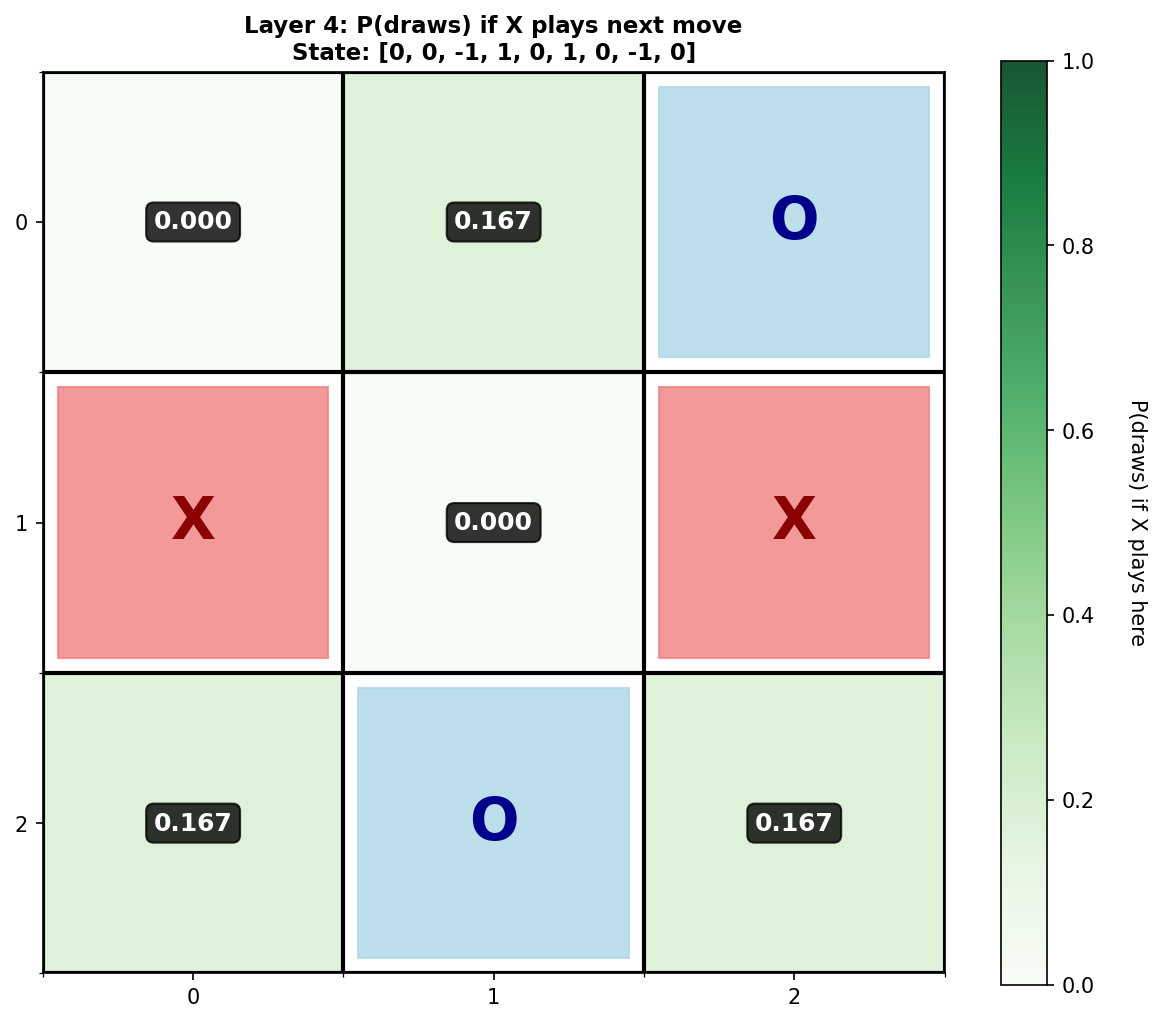 Layer 4: P(draws) if X plays next move
State: [0, 0, -1, 1, 0, 1, 0, -1, 0]
0 0.000 0.167 O
1 X 0.000 X
2 0.167 O 0.167
0 1 2
1.0
0.8
0.6
0.4
0.2
0.0
P(draws) if X plays here